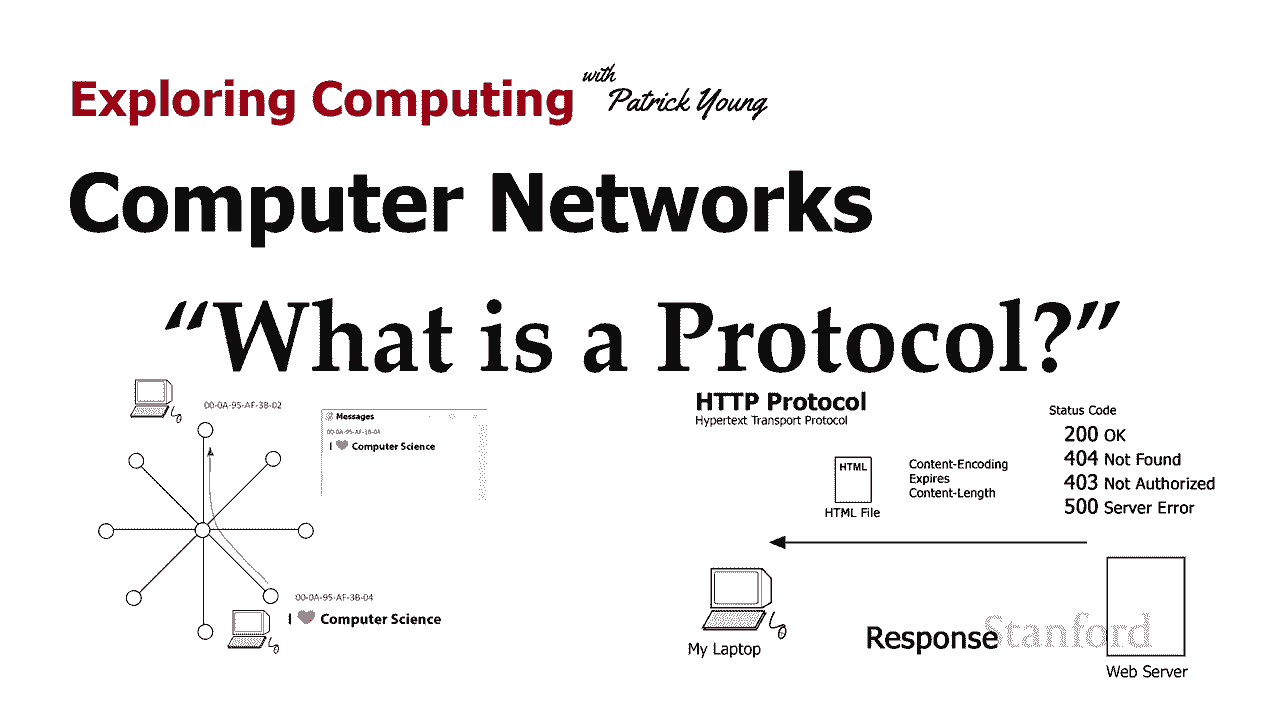 Exploring Computing with Patrick Young
Computer Networks
“What is a Protocol?”
00-0A-95-AF-3B-02
Messages
00-0A-95-AF-3B-04
I Computer Science
00-0A-95-AF-3B-04
I Computer Science
HTTP Protocol
Hypertext Transport Protocol
HTML
HTML File
Content-Encoding
Expires
Content-Length
Status Code
200 OK
404 Not Found
403 Not Authorized
500 Server Error
My Laptop
Response
Stanford
Web Server